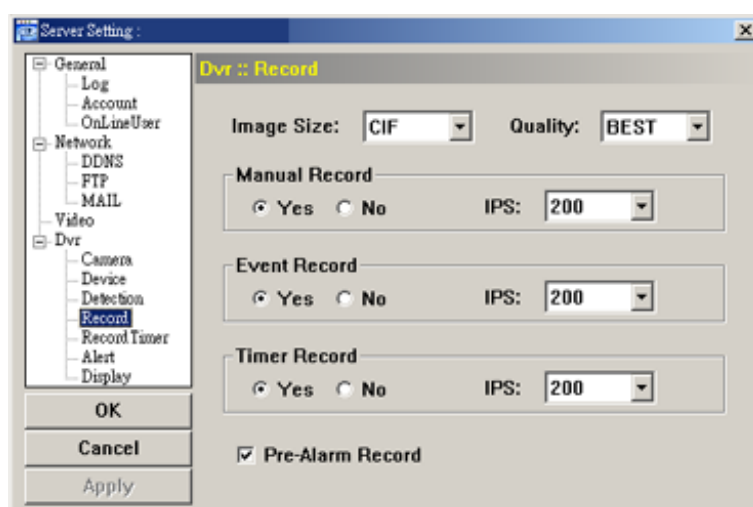 Server Setting :
General
Log
Account
OnLineUser
Network
DDNS
FTP
MAIL
Video
Dvr
Camera
Device
Detection
Record
Record Timer
Alert
Display
OK
Cancel
Apply
Dvr :: Record
Image Size: CIF Quality: BEST
Manual Record
Yes No IPS: 200
Event Record
Yes No IPS: 200
Timer Record
Yes No IPS: 200
Pre-Alarm Record